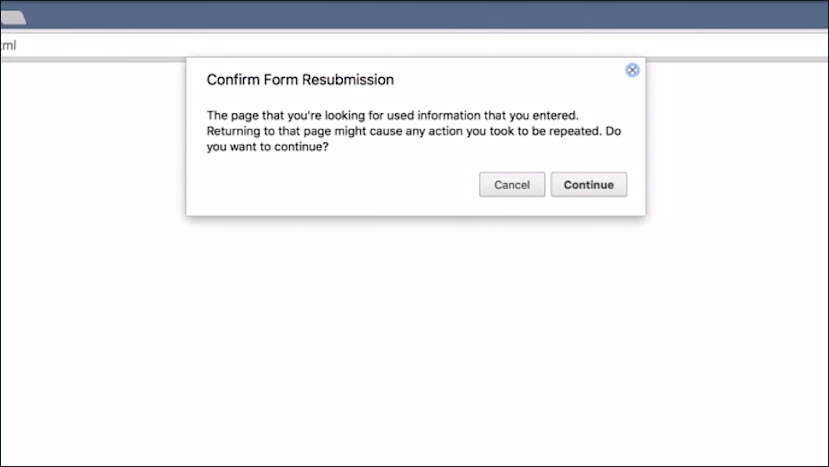 ml
Confirm Form Resubmission
The page that you're looking for used information that you entered.
Returning to that page might cause any action you took to be repeated. Do
you want to continue?
Cancel
Continue